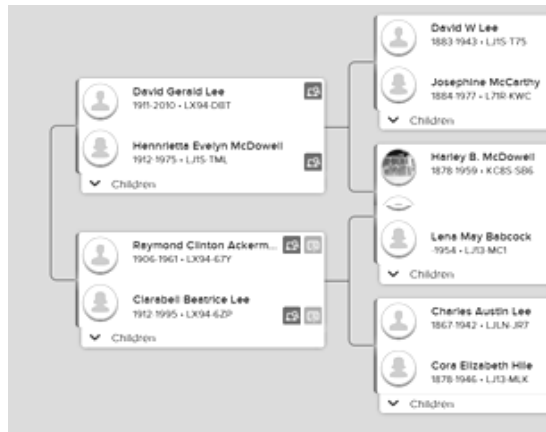 David W Lee
1883-1943 • LJ1S-T75
Josephine McCarthy
1884-1977 • L71R-KWC
Children
David Gerald Lee
1911-2010 • LX94-DBT
Hennrietta Evelyn McDowell
1912-1975 • LJ1S-TML
Children
Harley B. McDowell
1878-1959 • KC8S-SB6
Lena May Babcock
-1954 • LJ13-MC1
Children
Raymond Clinton Ackerm...
1906-1961 • LX94-67Y
Clarabell Beatrice Lee
1912-1995 • LX94-6ZP
Children
Charles Austin Lee
1867-1942 • LJLN-JR7
Cora Elizabeth Hile
1878-1946 • LJ13-MLK
Children